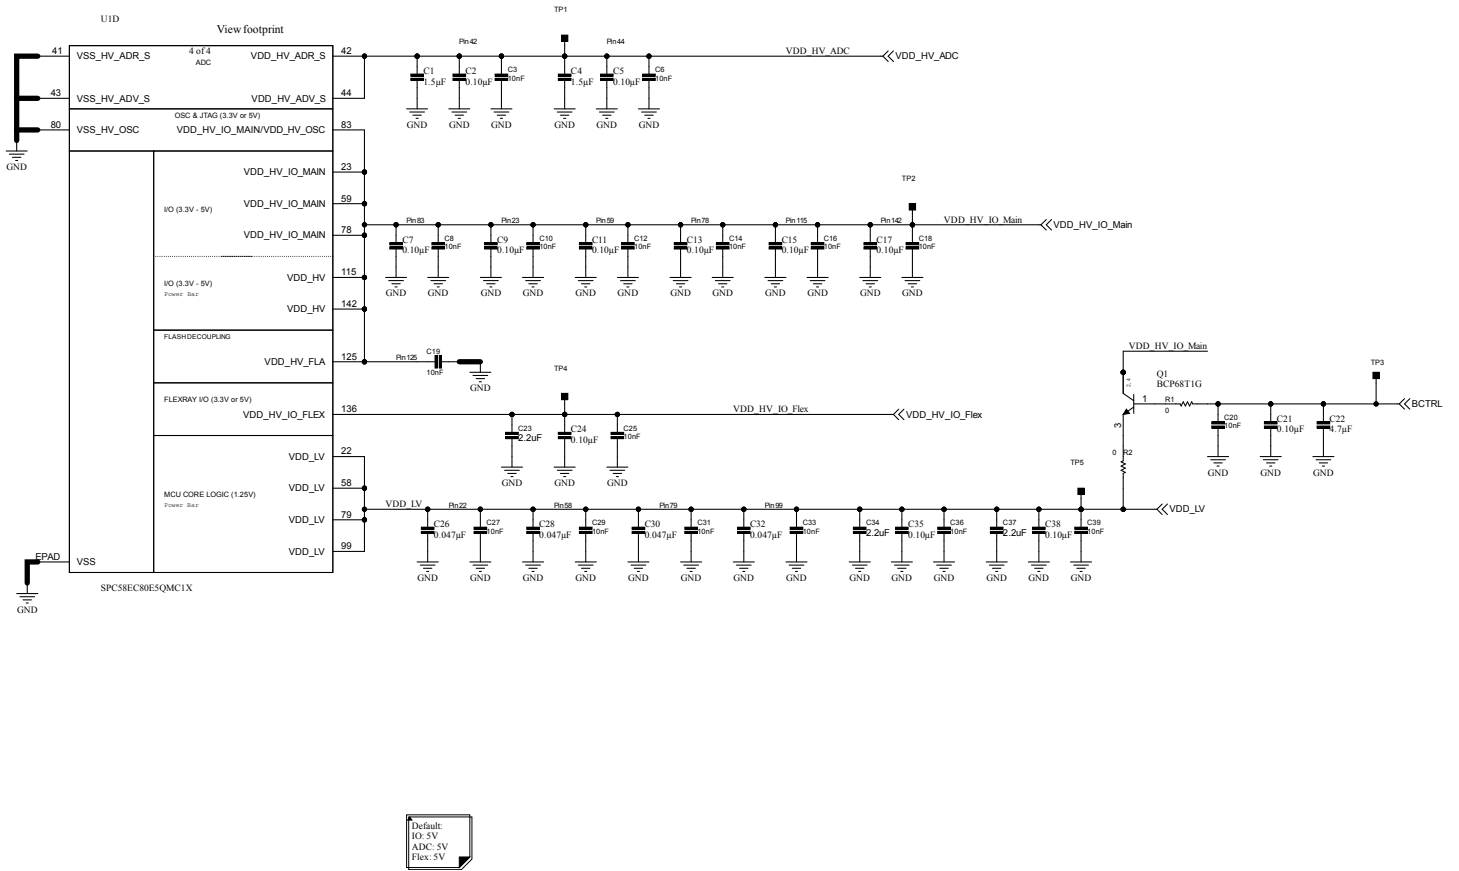 U1D
View footprint
TP1
41 VSS_HV_ADR_S
4 of 4
ADC
VDD_HV_ADR_S 42
Pin42
Pin44
VDD_HV_ADC
VDD_HV_ADC
C1
1.5µF
C2
0.10µF
C3
10nF
C4
1.5µF
C5
0.10µF
C6
10nF
43 VSS_HV_ADV_S
VDD_HV_ADV_S 44
GND GND GND GND GND GND
OSC & JTAG (3.3V or 5V)
80 VSS_HV_OSC
VDD_HV_IO_MAIN/VDD_HV_OSC 83
GND
VDD_HV_IO_MAIN 23
TP2
I/O (3.3V - 5V)
VDD_HV_IO_MAIN 59
VDD_HV_IO_MAIN 78
Pin83
Pin23
Pin59
Pin78
Pin115
Pin142
VDD_HV_IO_Main
VDD_HV_IO_Main
C7
0.10µF
C8
10nF
C9
0.10µF
C10
10nF
C11
0.10µF
C12
10nF
C13
0.10µF
C14
10nF
C15
0.10µF
C16
10nF
C17
0.10µF
C18
10nF
GND GND GND GND GND GND GND GND GND GND GND GND
I/O (3.3V - 5V)
Power Bar
VDD_HV 115
VDD_HV 142
FLASH DECOUPLING
VDD_HV_FLA 125
Pin125
C19
10nF
GND
TP4
FLEXRAY I/O (3.3V or 5V)
VDD_HV_IO_FLEX 136
VDD_HV_IO_Flex
VDD_HV_IO_Flex
C23
2.2uF
C24
0.10µF
C25
10nF
GND GND GND
VDD_HV_IO_Main
2, 4
Q1
BCP68T1G
1
3
R1
0
0 R2
TP3
BCTRL
C20
10nF
C21
0.10µF
C22
4.7µF
GND GND GND
MCU CORE LOGIC (1.25V)
Power Bar
VDD_LV 22
VDD_LV 58
VDD_LV 79
VDD_LV 99
VDD_LV
Pin22
Pin58
Pin79
Pin99
TP5
VDD_LV
C26
0.047µF
C27
10nF
C28
0.047µF
C29
10nF
C30
0.047µF
C31
10nF
C32
0.047µF
C33
10nF
C34
2.2uF
C35
0.10µF
C36
10nF
C37
2.2uF
C38
0.10µF
C39
10nF
GND GND GND GND GND GND GND GND GND GND GND GND GND GND
EPAD VSS
GND
SPC58EC80E5QMC1X
Default:
IO: 5V
ADC: 5V
Flex: 5V